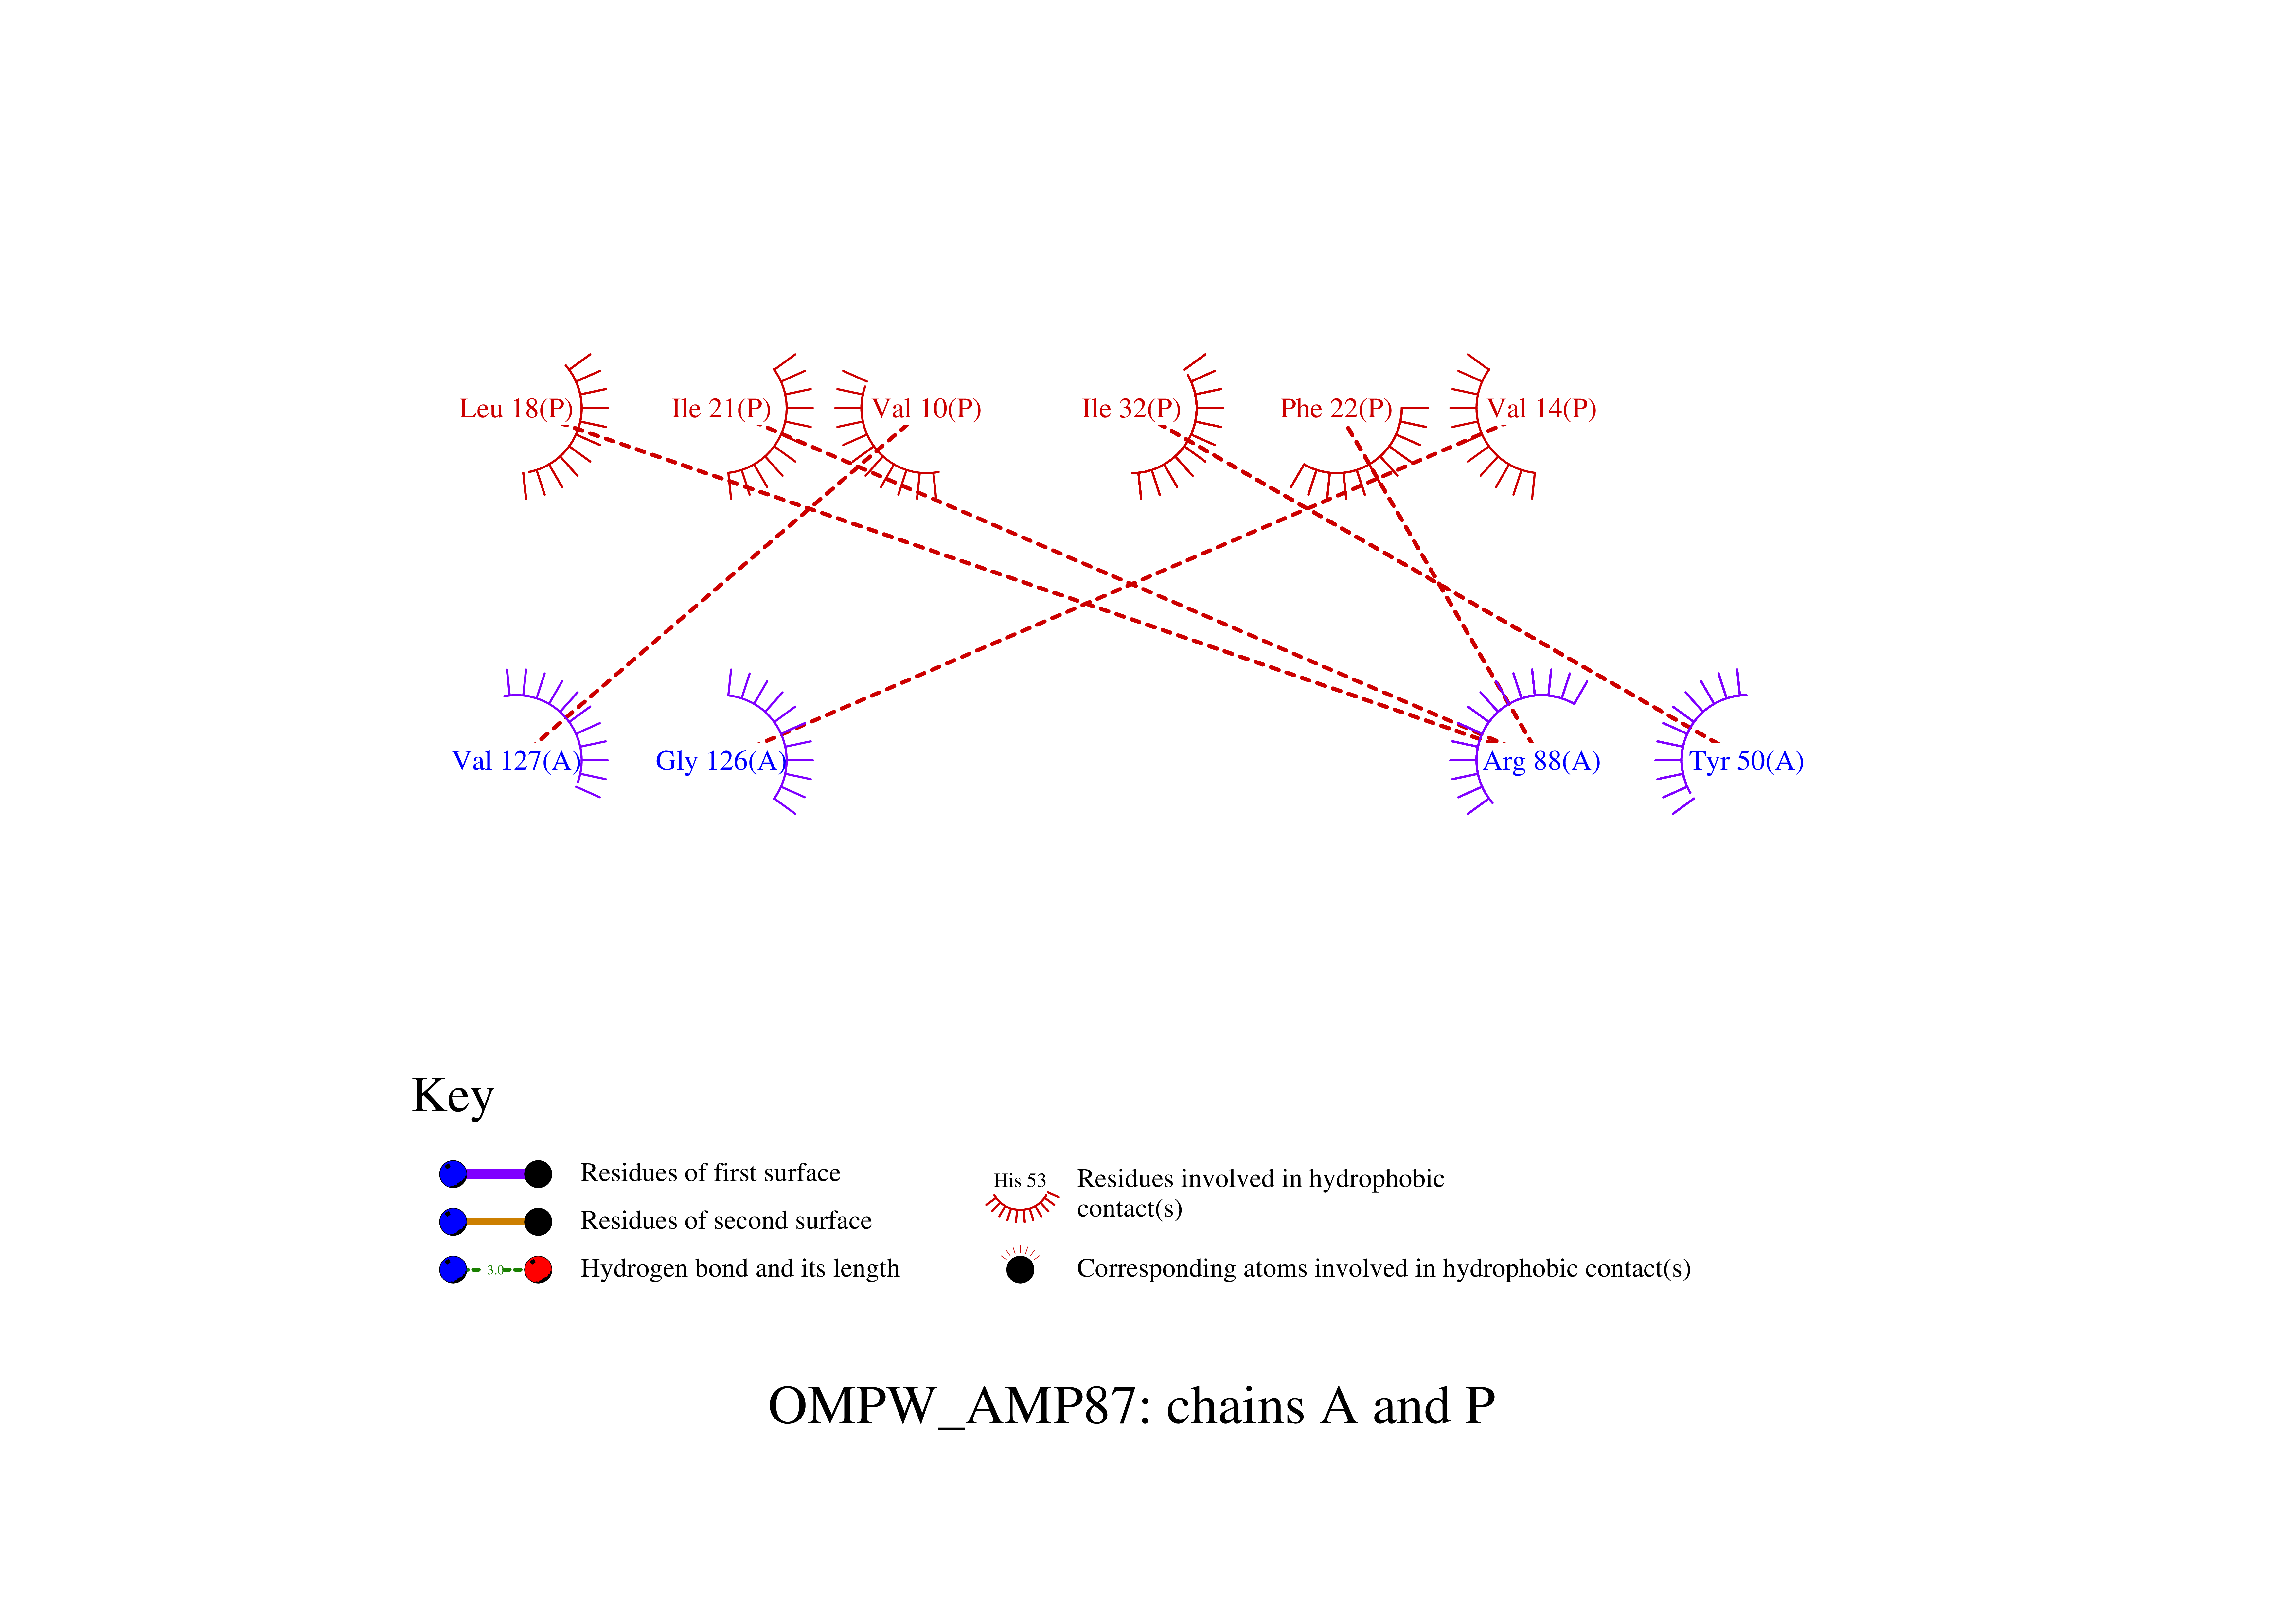 Leu 18(P) Ile 21(P) Val 10(P) Ile 32(P) Phe 22(P) Val 14(P)
Val 127(A) Gly 126(A) Arg 88(A) Tyr 50(A)
Key
Residues of first surface
Residues of second surface
3.0 Hydrogen bond and its length
His 53 Residues involved in hydrophobic
contact(s)
Corresponding atoms involved in hydrophobic contact(s)
OMPW_AMP87: chains A and P